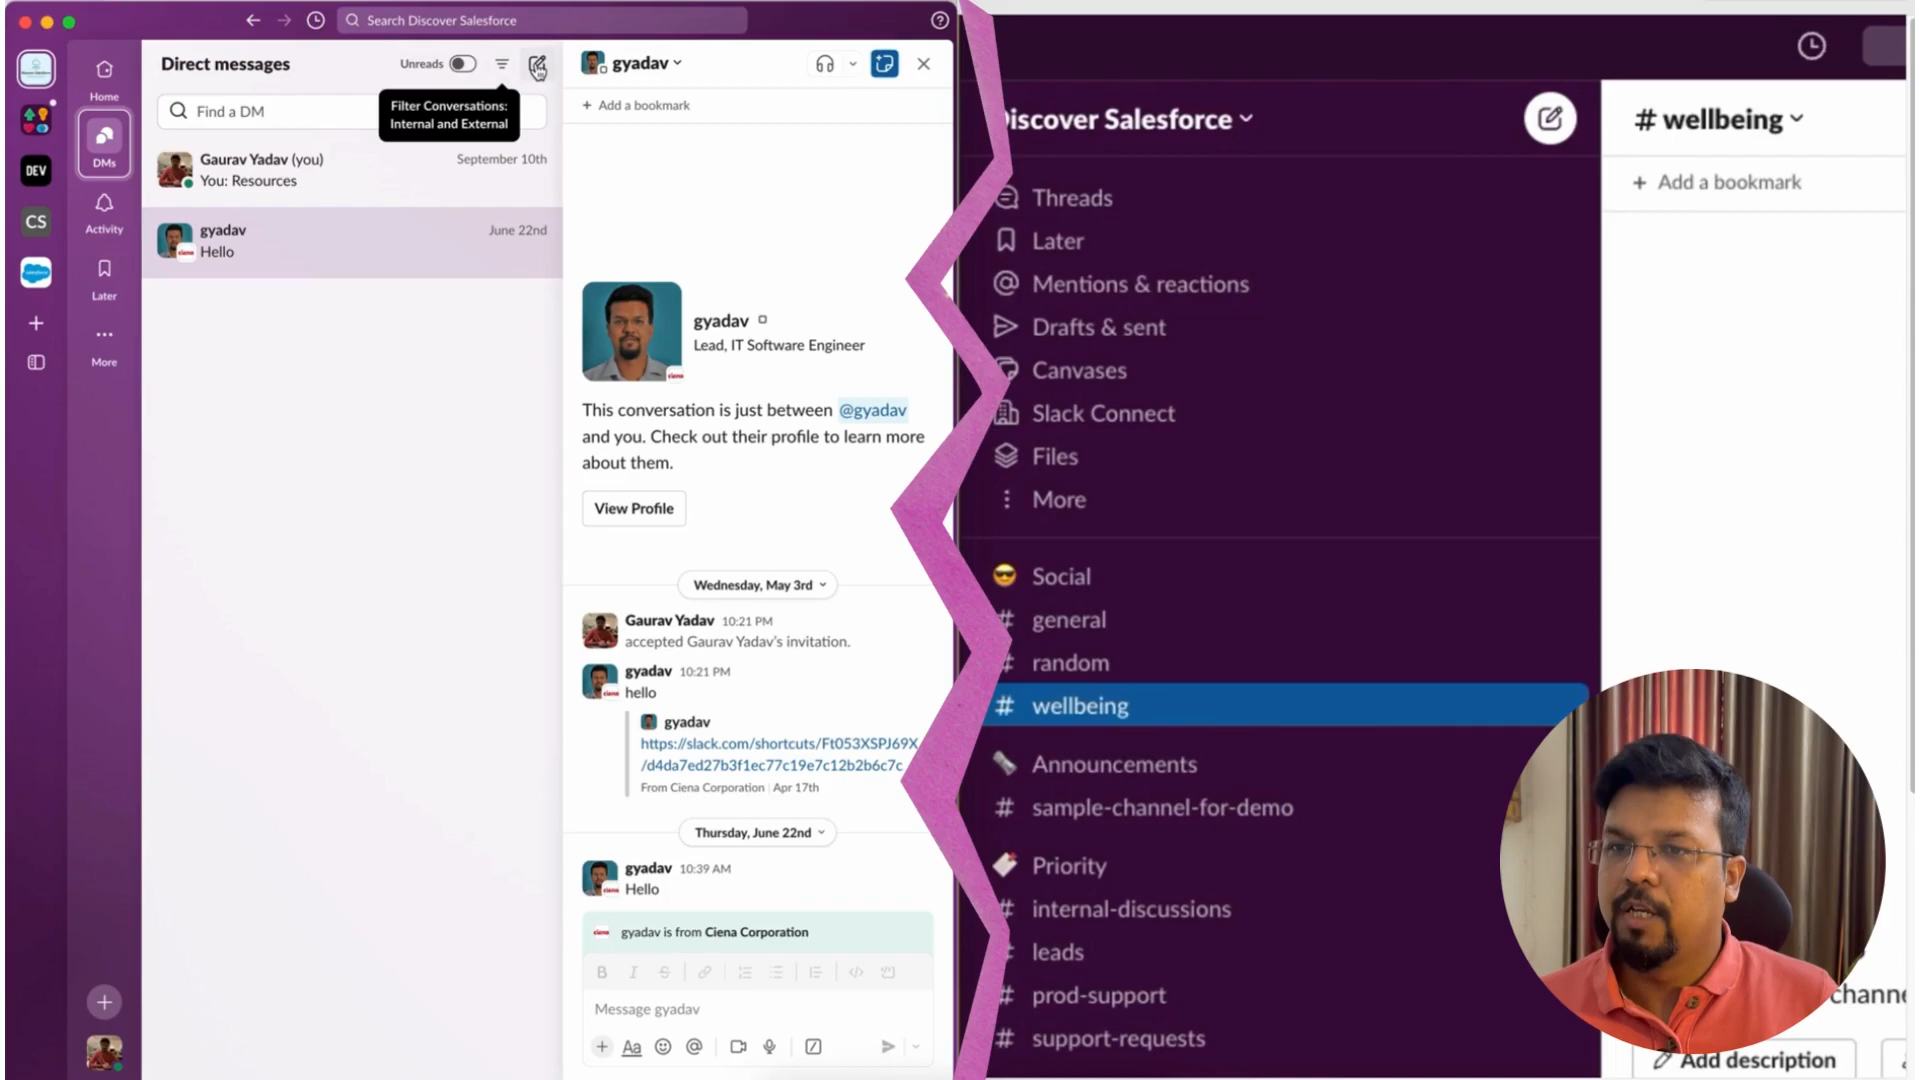 Search Discover Salesforce
Home
DMs
DEV
CS
Activity
Later
More
Direct messages
Unreads
Find a DM
Filter Conversations:
Internal and External
Gaurav Yadav (you)
September 10th
You: Resources
gyadav
June 22nd
Hello
gyadav
+ Add a bookmark
gyadav
Lead, IT Software Engineer
ciena
This conversation is just between @gyadav
and you. Check out their profile to learn more
about them.
View Profile
Wednesday, May 3rd
Gaurav Yadav 10:21 PM
accepted Gaurav Yadav's invitation.
gyadav 10:21 PM
hello
gyadav
https://slack.com/shortcuts/Ft053XSPJ69X
/d4da7ed27b3f1ec77c19e7c12b2b6c7c
From Ciena Corporation | Apr 17th
Thursday, June 22nd
gyadav 10:39 AM
Hello
ciena gyadav is from Ciena Corporation
B I S
Message gyadav
Aa
iscover Salesforce
Threads
Later
Mentions & reactions
Drafts & sent
Canvases
Slack Connect
Files
More
Social
# general
# random
# wellbeing
Announcements
# sample-channel-for-demo
Priority
# internal-discussions
# leads
# prod-support
# support-requests
# wellbeing
+ Add a bookmark
channe
Add description